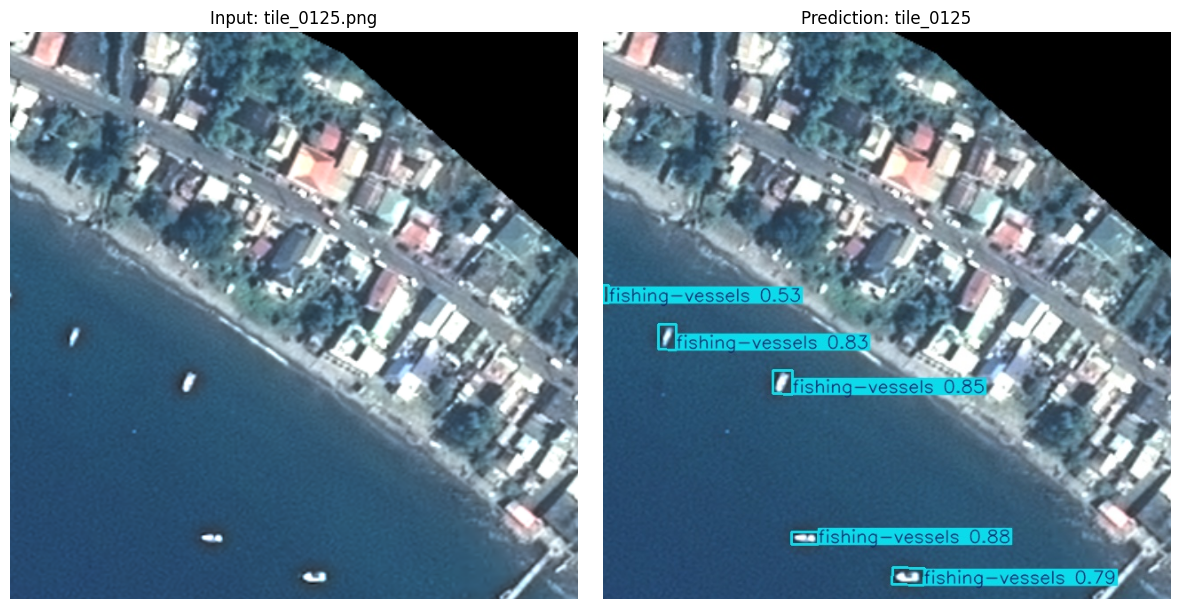 Input: tile_0125.png
Prediction: tile_0125
fishing-vessels 0.53
fishing-vessels 0.83
fishing-vessels 0.85
fishing-vessels 0.88
fishing-vessels 0.79